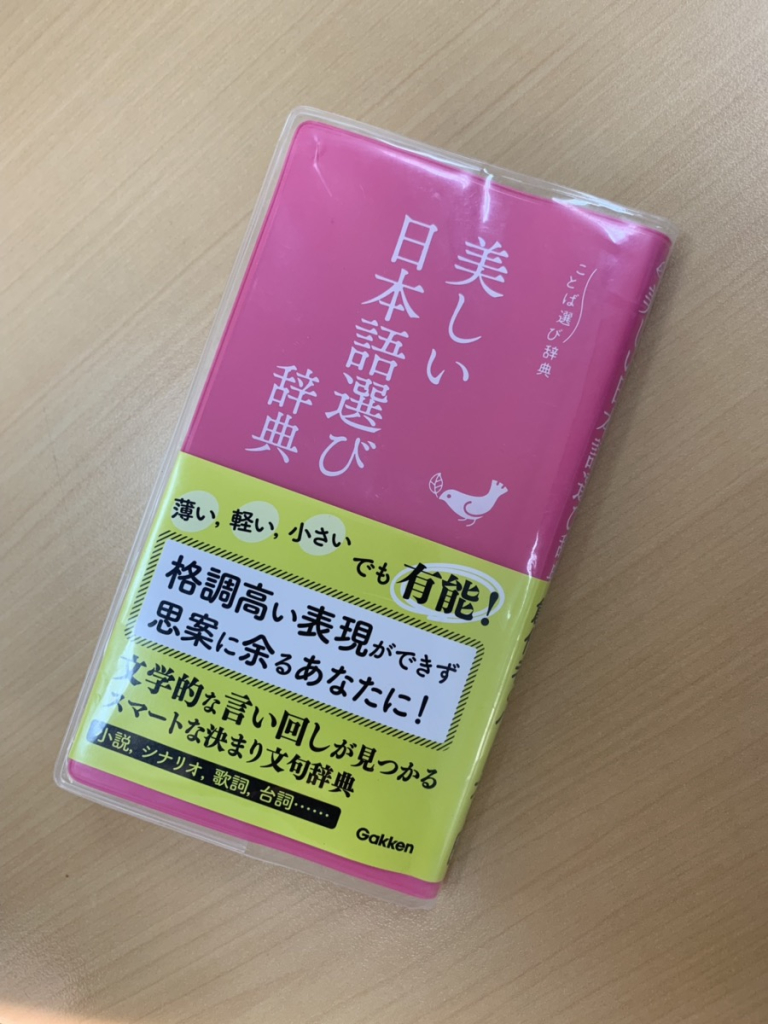 ことば選び辞典
美しい
日本語選び
辞典
薄い, 軽い, 小さい
でも有能!
格調高い表現ができず
思案に余るあなたに!
文学的な言い回しが見つかる
スマートな決まり文句辞典
小説, シナリオ, 歌詞, 台詞……
Gakken